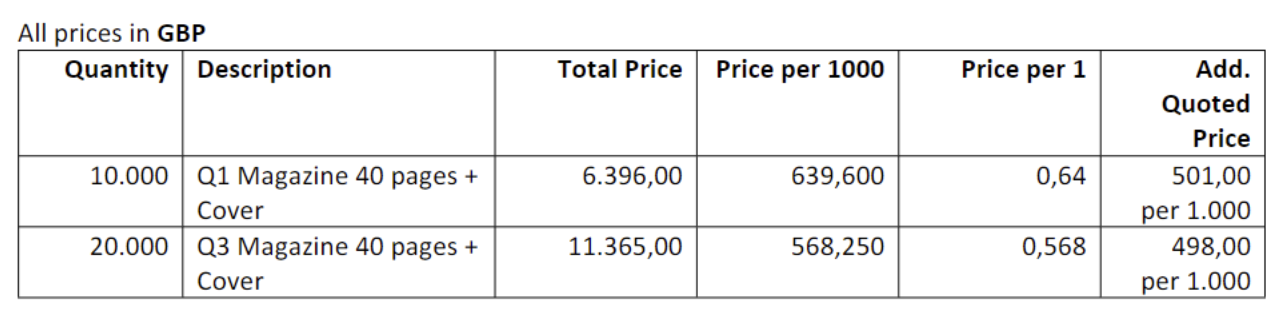 All prices in GBP
Quantity Description Total Price Price per 1000 Price per 1 Add.
Quoted
Price
10.000 Q1 Magazine 40 pages + 6.396,00 639,600 0,64 501,00
Cover per 1.000
20.000 Q3 Magazine 40 pages + 11.365,00 568,250 0,568 498,00
Cover per 1.000